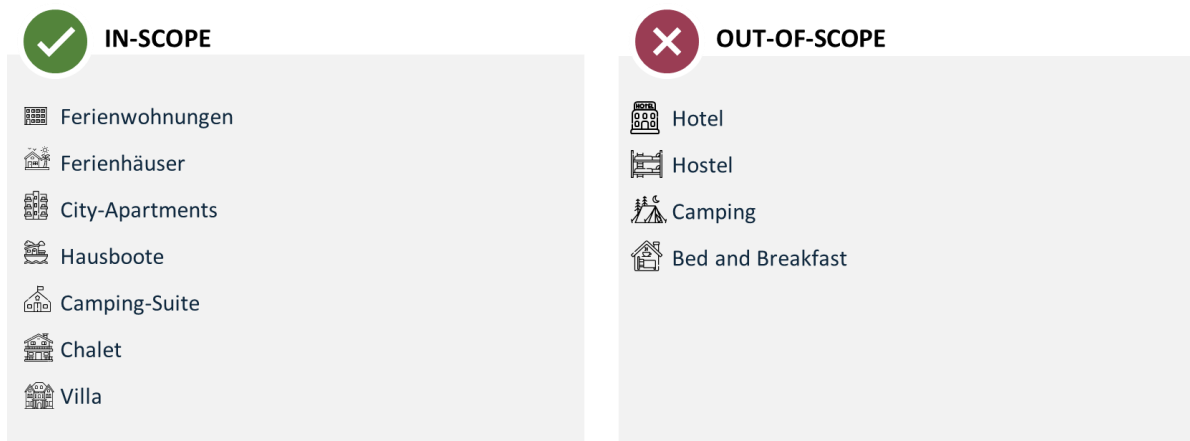 IN-SCOPE
Ferienwohnungen
Ferienhäuser
City-Apartments
Hausboote
Camping-Suite
Chalet
Villa
OUT-OF-SCOPE
HOTEL
Hotel
Hostel
Camping
Bed and Breakfast